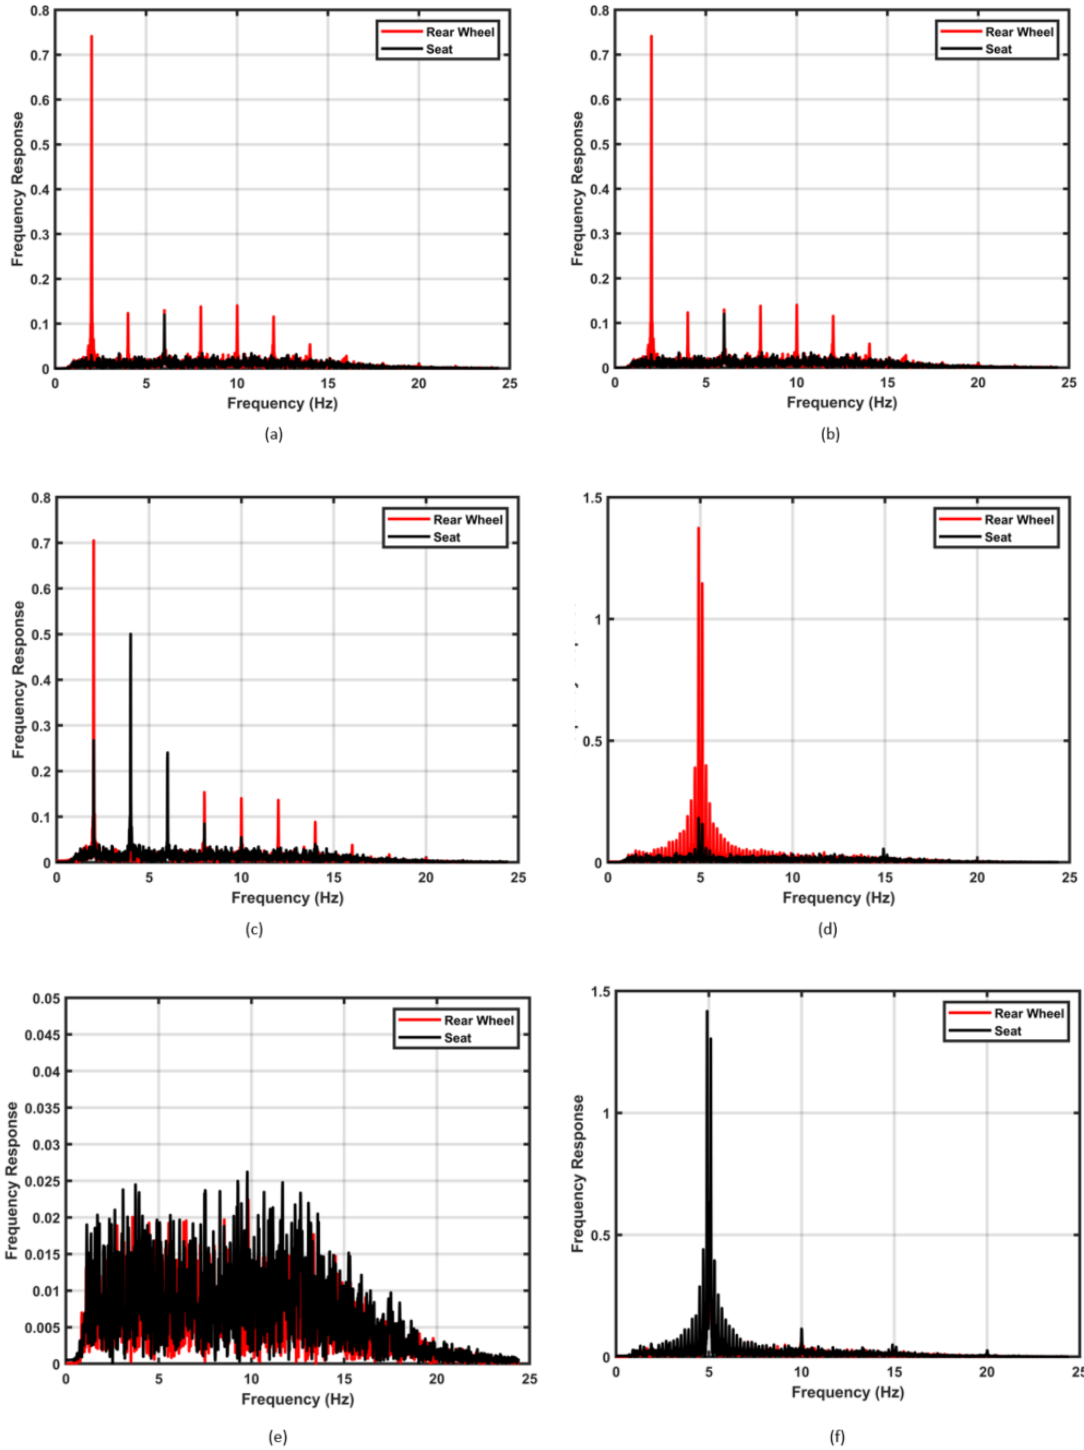 0.8
0.7
0.6
0.5
0.4
0.3
0.2
0.1
0
Frequency Response
Rear Wheel
Seat
0 5 10 15 20 25
Frequency (Hz)
(a)
0.8
0.7
0.6
0.5
0.4
0.3
0.2
0.1
0
Frequency Response
Rear Wheel
Seat
0 5 10 15 20 25
Frequency (Hz)
(b)
0.8
0.7
0.6
0.5
0.4
0.3
0.2
0.1
0
Frequency Response
Rear Wheel
Seat
0 5 10 15 20 25
Frequency (Hz)
(c)
1.5
1
0.5
0
Rear Wheel
Seat
0 5 10 15 20 25
Frequency (Hz)
(d)
0.05
0.045
0.04
0.035
0.03
0.025
0.02
0.015
0.01
0.005
0
Frequency Response
Rear Wheel
Seat
0 5 10 15 20 25
Frequency (Hz)
(e)
1.5
1
0.5
0
Frequency Response
Rear Wheel
Seat
0 5 10 15 20 25
Frequency (Hz)
(f)